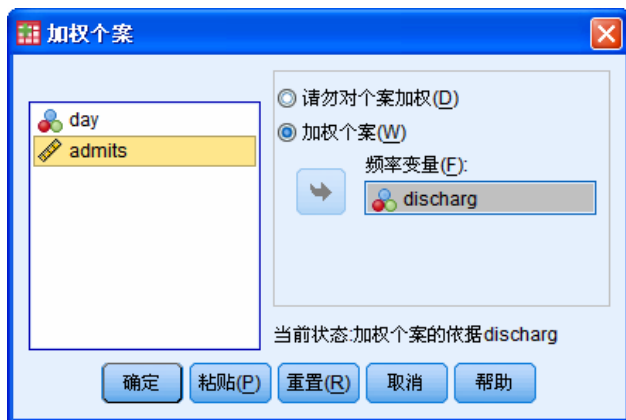 加权个案
day
admits
请勿对个案加权(D)
加权个案(W)
频率变量(F):
discharg
当前状态:加权个案的依据discharg
确定 粘贴(P) 重置(R) 取消 帮助